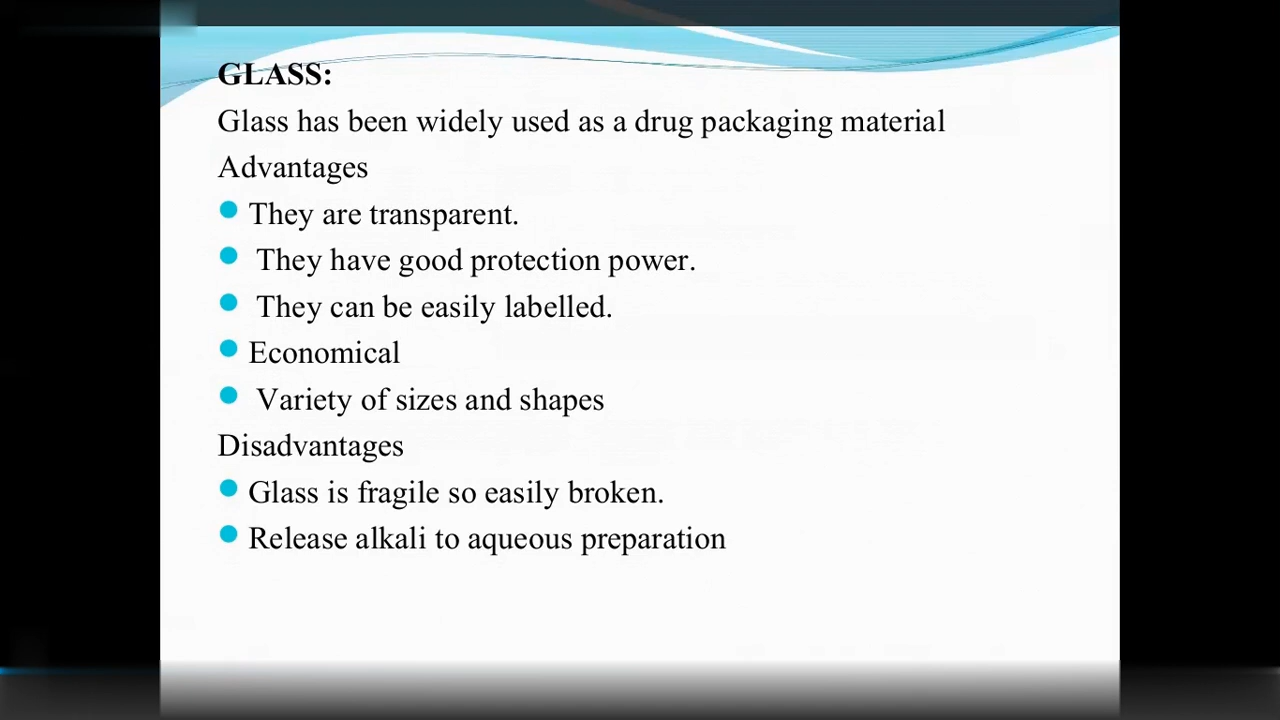 GLASS:
Glass has been widely used as a drug packaging material
Advantages
They are transparent.
They have good protection power.
They can be easily labelled.
Economical
Variety of sizes and shapes
Disadvantages
Glass is fragile so easily broken.
Release alkali to aqueous preparation